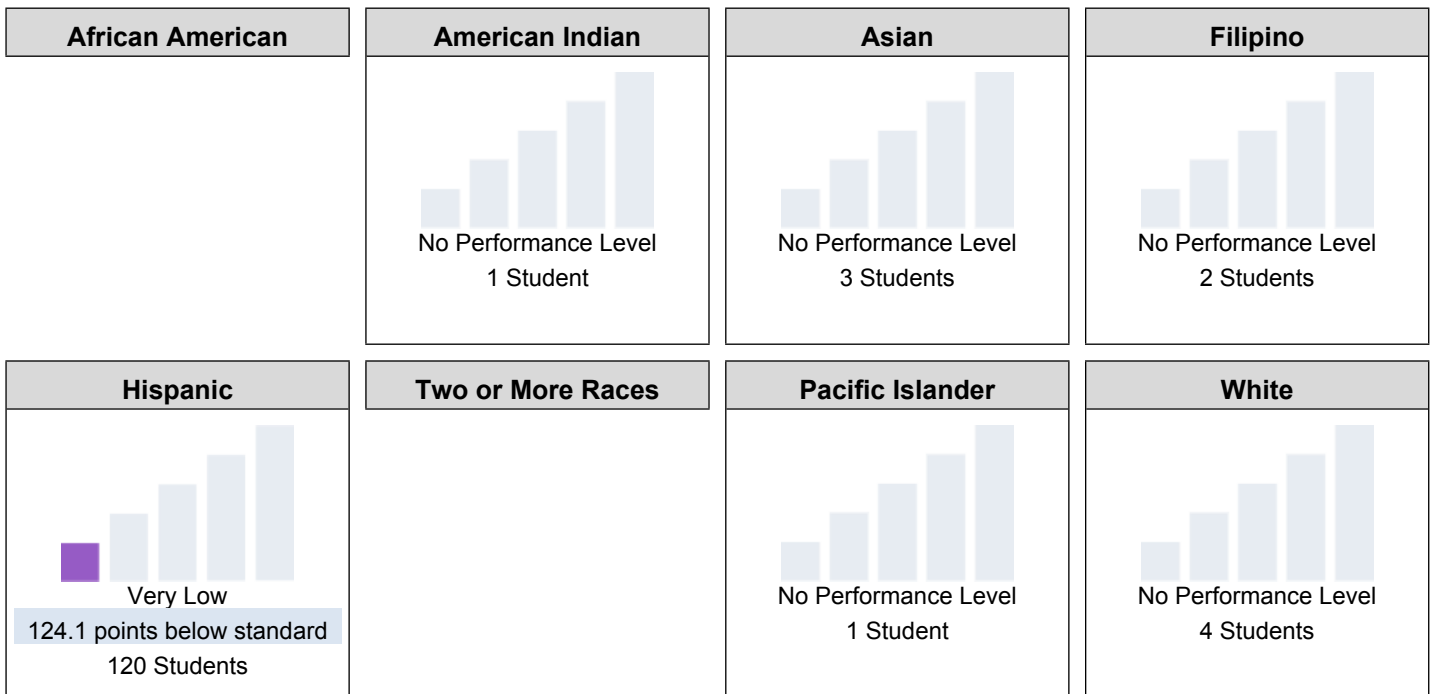 African American
American Indian
No Performance Level
1 Student
Asian
No Performance Level
3 Students
Filipino
No Performance Level
2 Students
Hispanic
Very Low
124.1 points below standard
120 Students
Two or More Races
Pacific Islander
No Performance Level
1 Student
White
No Performance Level
4 Students